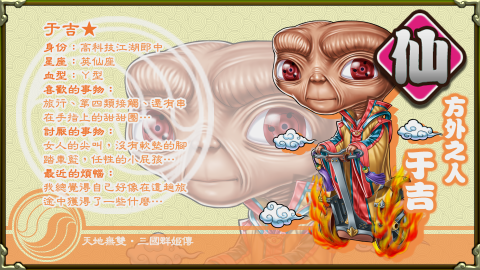 于吉★
身份：高科技江湖郎中
星座：英仙座
血型：丫型
喜歡的事物：
旅行、第四類接觸、還有串
在手指上的甜甜圈…
討厭的事物：
女人的尖叫，沒有軟墊的腳
踏車籃，任性的小屁孩…
最近的煩惱：
我總覺得自己好像在這趟旅
途中獲得了一些什麼…
仙
方外之人
于吉
天地無雙・三國群姬傳